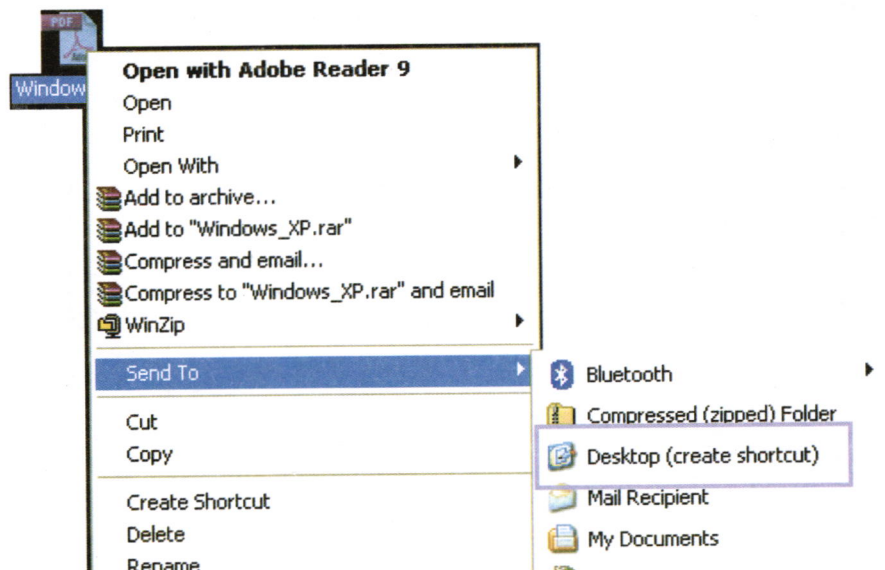 PDF
Window
Open with Adobe Reader 9
Open
Print
Open With
Add to archive...
Add to "Windows_XP.rar"
Compress and email...
Compress to "Windows_XP.rar" and email
WinZip
Send To
Cut
Copy
Create Shortcut
Delete
Rename
Bluetooth
Compressed (zipped) Folder
Desktop (create shortcut)
Mail Recipient
My Documents